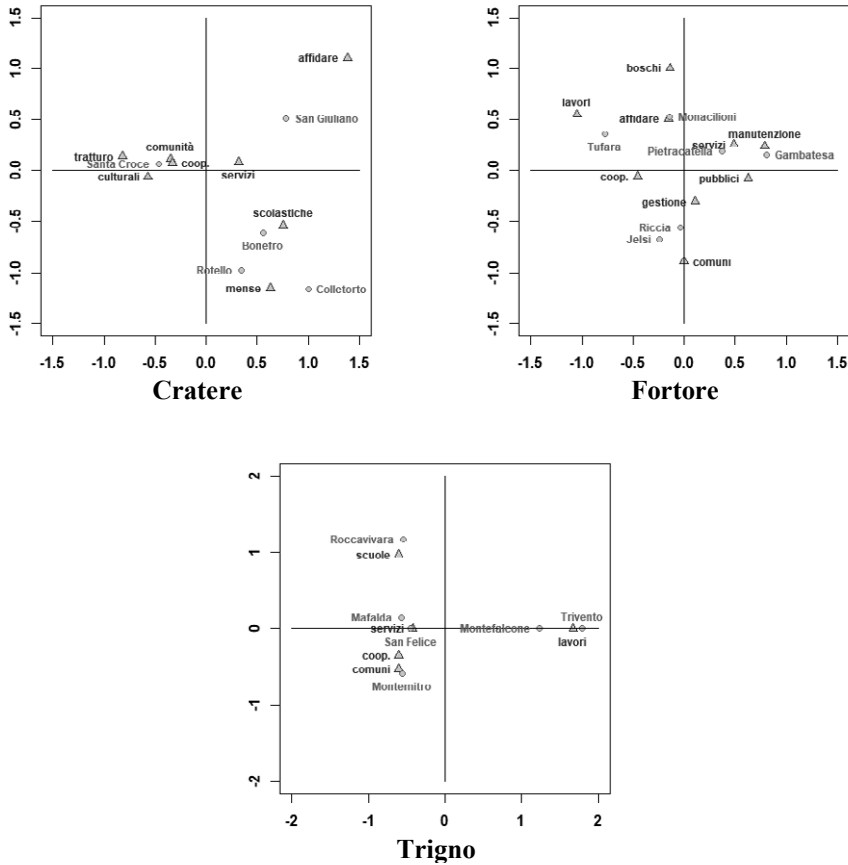 1.5
1.0
0.5
0.0
-0.5
-1.0
-1.5
affidare
San Giuliano
comunità
tratturo
Santa Croce
coop.
culturali
servizi
scolastiche
Bonefro
Rotello
mense
Colletorto
-1.5 -1.0 -0.5 0.0 0.5 1.0 1.5
Cratere
1.5
1.0
0.5
0.0
-0.5
-1.0
-1.5
boschi
lavori
affidare Monacilioni
Tufara
manutenzione
servizi
Pietracatella
Gambatesa
coop.
pubblici
gestione
Riccia
Jelsi
comuni
-1.5 -1.0 -0.5 0.0 0.5 1.0 1.5
Fortore
2
1
0
-1
-2
Roccavivara
scuole
Mafalda
Trivento
servizi
Montefalcone
San Felice
lavori
coop.
comuni
Montemitro
-2 -1 0 1 2
Trigno